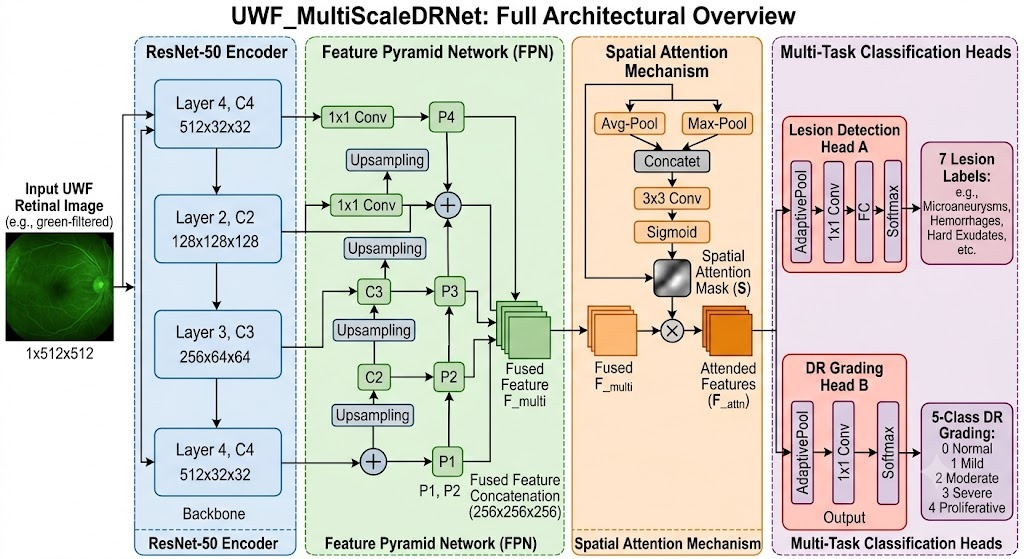 UWF_MultiScaleDRNet: Full Architectural Overview
Input UWF
Retinal Image
(e.g., green-filtered)
1x512x512
ResNet-50 Encoder
Layer 4, C4
512x32x32
Layer 2, C2
128x128x128
Layer 3, C3
256x64x64
Layer 4, C4
512x32x32
Backbone
ResNet-50 Encoder
Feature Pyramid Network (FPN)
1x1 Conv
P4
Upsampling
1x1 Conv
+
Upsampling
C3
P3
Upsampling
C2
P2
Upsampling
+
P1
P1, P2
Fused Feature
Concatenation
(256x256x256)
Fused
Feature
F_multi
Feature Pyramid Network (FPN)
Spatial Attention
Mechanism
Avg-Pool
Max-Pool
Concatet
3x3 Conv
Sigmoid
Spatial
Attention
Mask (S)
×
Fused
F_multi
Attended
Features
(F_attn)
Spatial Attention Mechanism
Multi-Task Classification Heads
Lesion Detection
Head A
AdaptivePool
1x1 Conv
FC
Softmax
7 Lesion
Labels:
e.g.,
Microaneurysms,
Hemorrhages,
Hard Exudates,
etc.
DR Grading
Head B
AdaptivePool
1x1 Conv
Softmax
Output
5-Class DR
Grading:
0 Normal
1 Mild
2 Moderate
3 Severe
4 Proliferative
Multi-Task Classification Heads